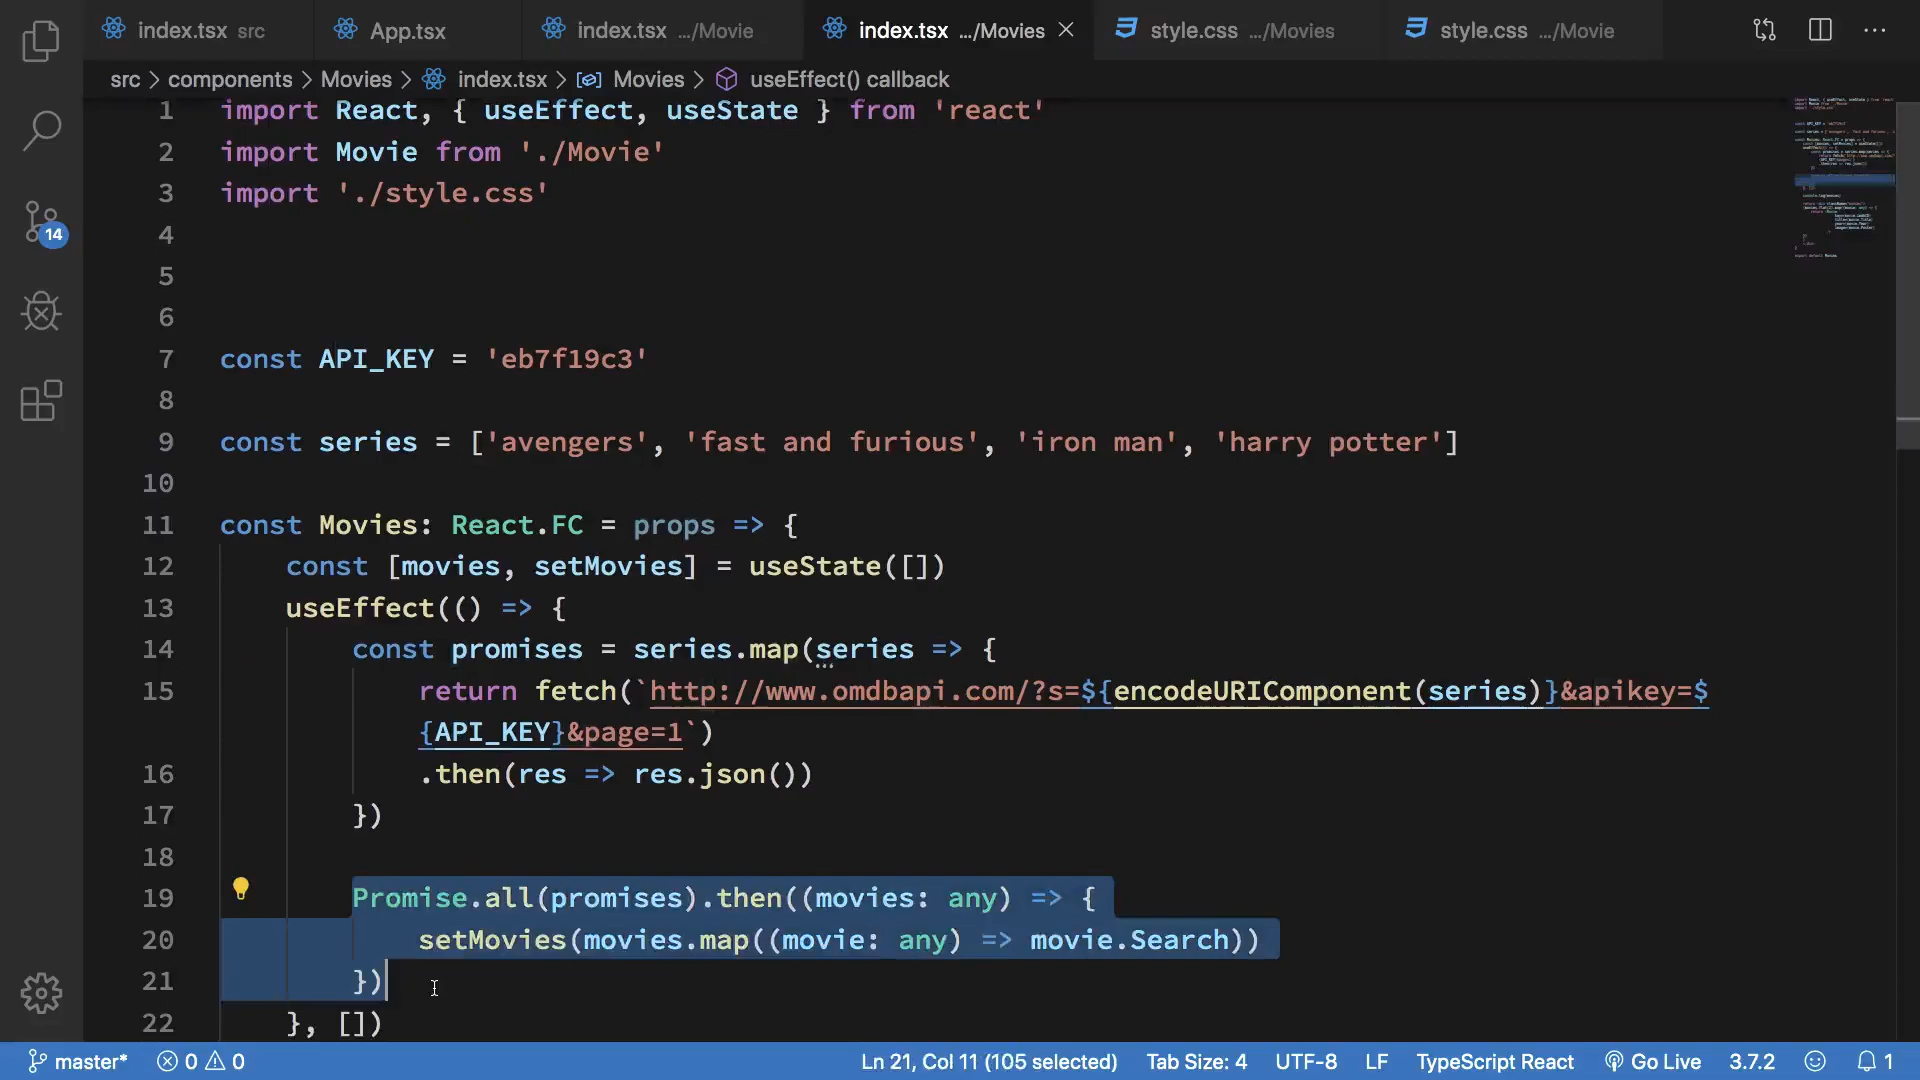 index.tsx src
App.tsx
index.tsx .../Movie
index.tsx .../Movies
style.css .../Movies
style.css .../Movie
src > components > Movies > index.tsx > Movies > useEffect() callback
1 import React, { useEffect, useState } from 'react'
2 import Movie from './Movie'
3 import './style.css'
4
5
6
7 const API_KEY = 'eb7f19c3'
8
9 const series = ['avengers', 'fast and furious', 'iron man', 'harry potter']
10
11 const Movies: React.FC = props => {
12 const [movies, setMovies] = useState([])
13 useEffect(() => {
14 const promises = series.map(series => {
15 return fetch(`http://www.omdbapi.com/?s=${encodeURIComponent(series)}&apikey=$
{API_KEY}&page=1`)
16 .then(res => res.json())
17 })
18
19 Promise.all(promises).then((movies: any) => {
20 setMovies(movies.map((movie: any) => movie.Search))
21 })
22 }, [])
14
master* 0 0 Ln 21, Col 11 (105 selected) Tab Size: 4 UTF-8 LF TypeScript React Go Live 3.7.2 1